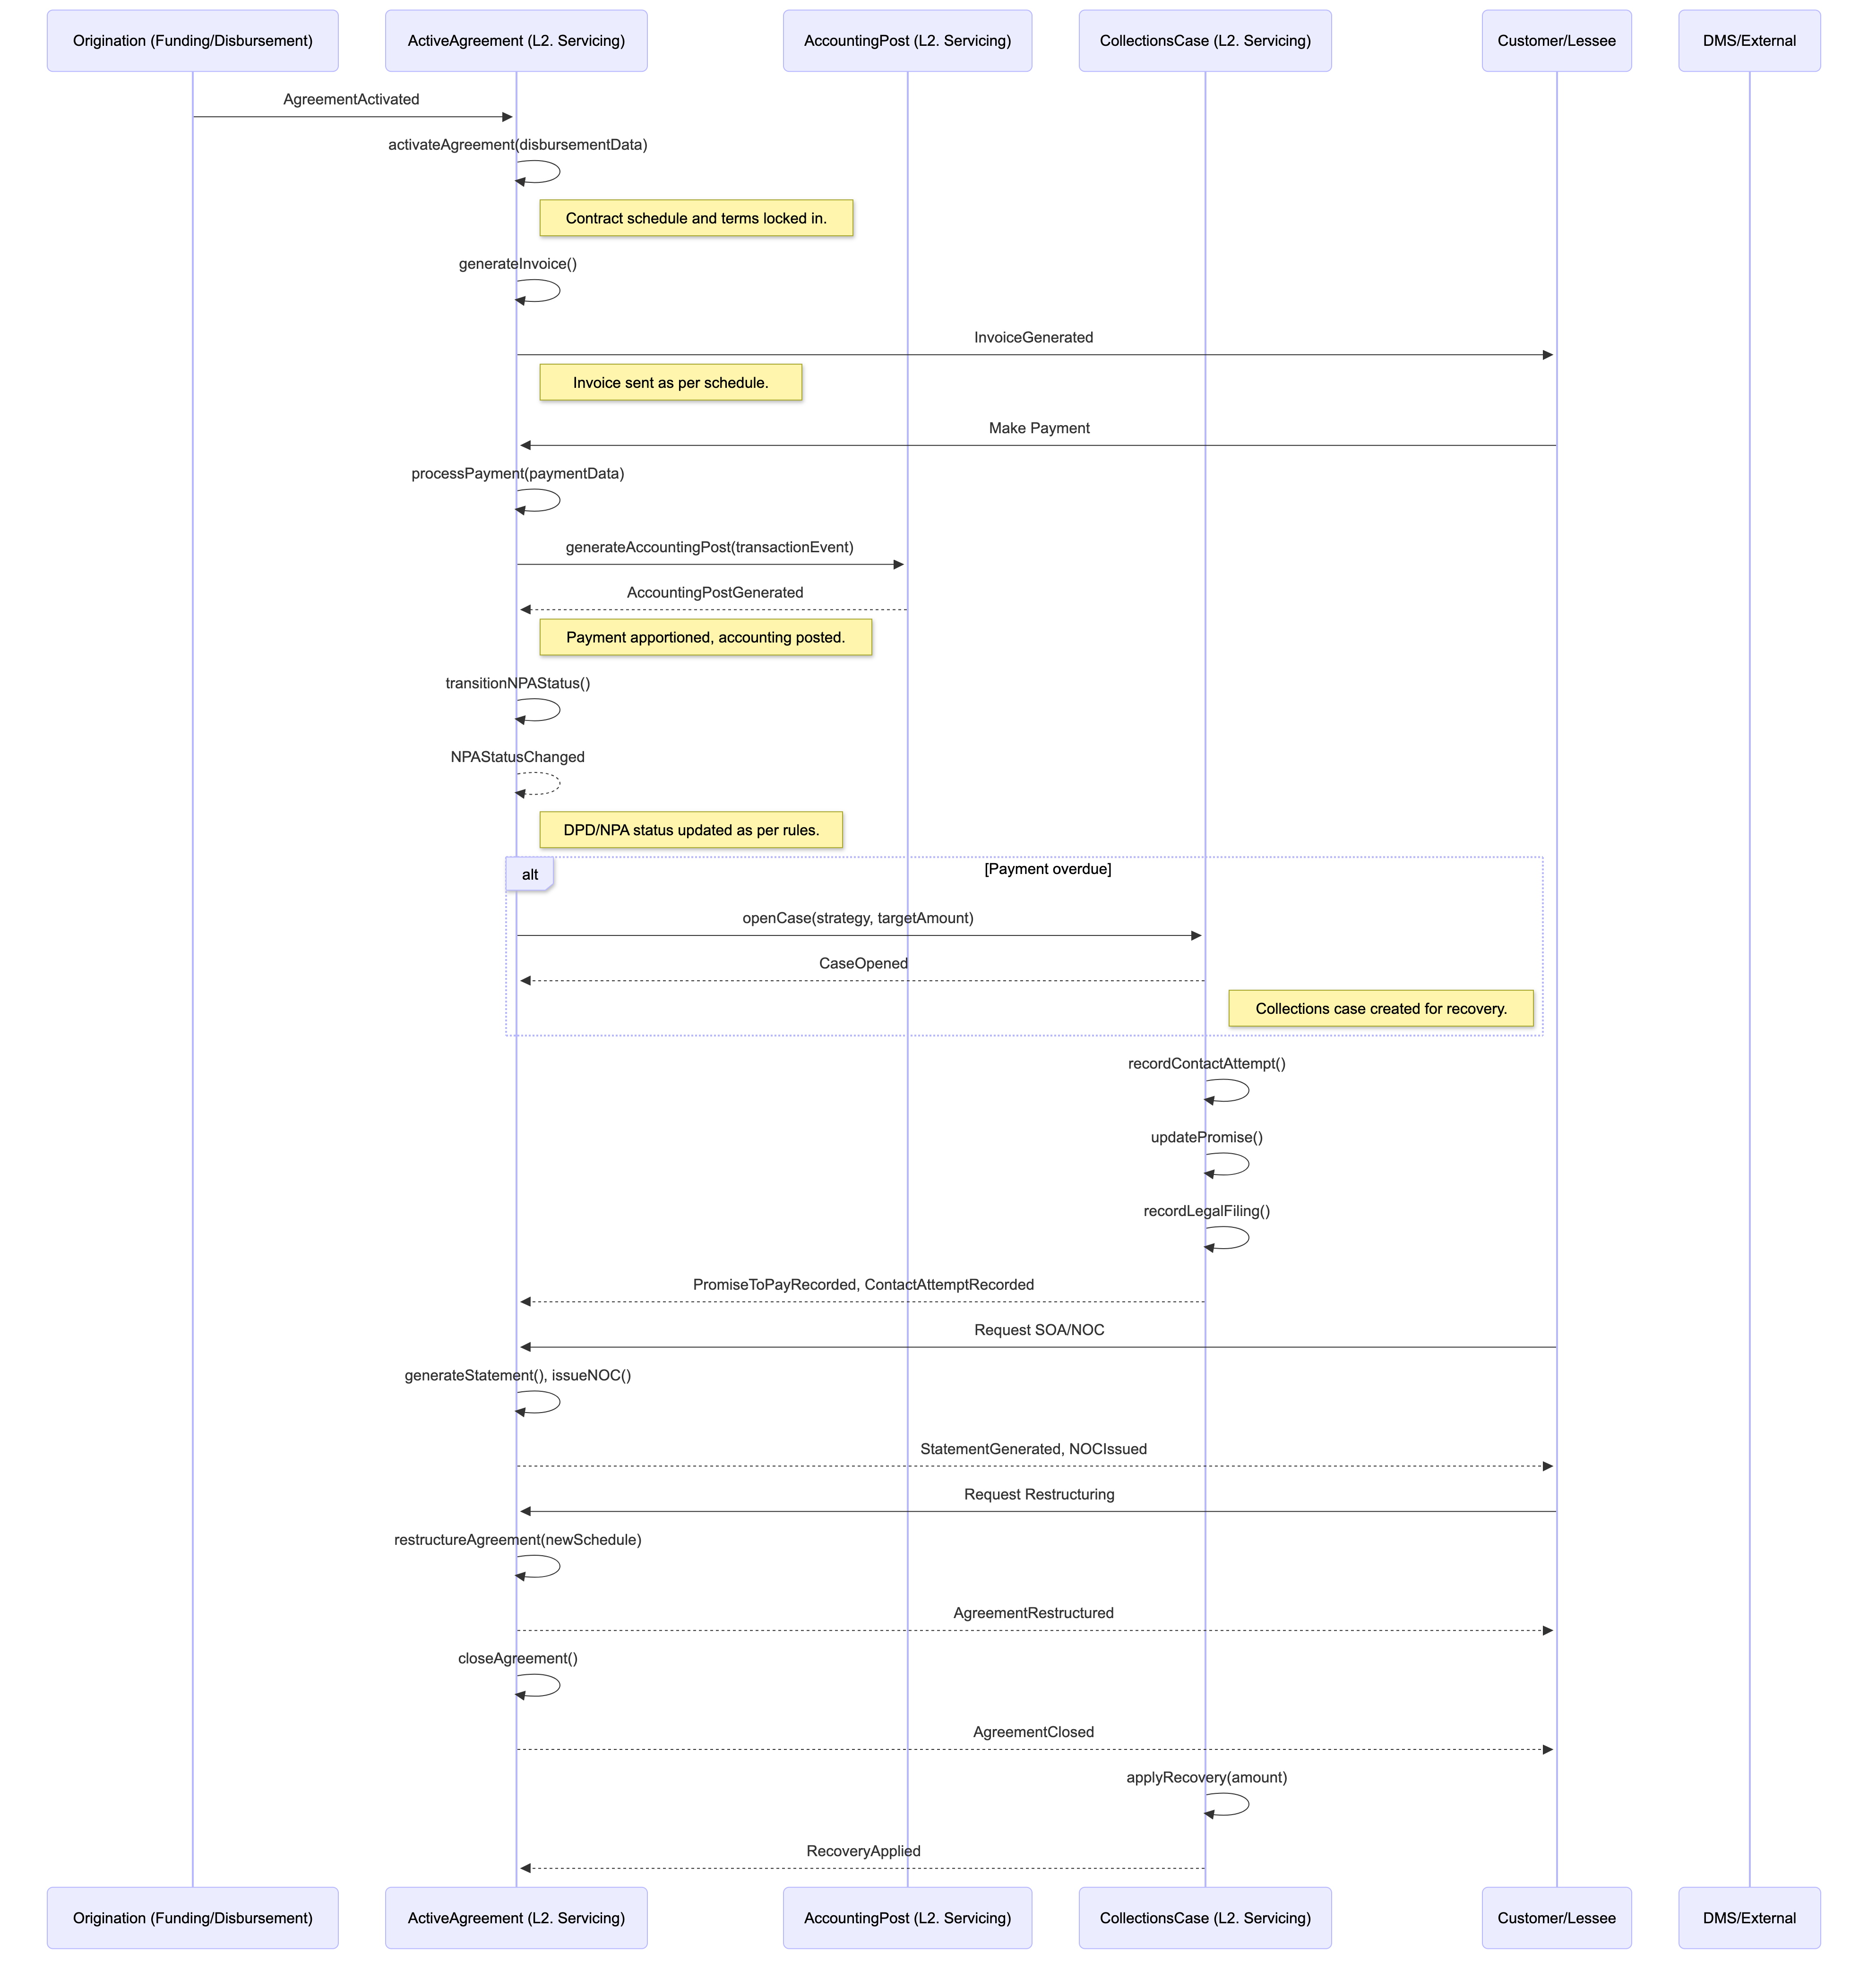 Origination (Funding/Disbursement)
ActiveAgreement (L2. Servicing)
AccountingPost (L2. Servicing)
CollectionsCase (L2. Servicing)
Customer/Lessee
DMS/External
AgreementActivated
activateAgreement(disbursementData)
Contract schedule and terms locked in.
generateInvoice()
InvoiceGenerated
Invoice sent as per schedule.
Make Payment
processPayment(paymentData)
generateAccountingPost(transactionEvent)
AccountingPostGenerated
Payment apportioned, accounting posted.
transitionNPAStatus()
NPAStatusChanged
DPD/NPA status updated as per rules.
alt
[Payment overdue]
openCase(strategy, targetAmount)
CaseOpened
Collections case created for recovery.
recordContactAttempt()
updatePromise()
recordLegalFiling()
PromiseToPayRecorded, ContactAttemptRecorded
Request SOA/NOC
generateStatement(), issueNOC()
StatementGenerated, NOCIssued
Request Restructuring
restructureAgreement(newSchedule)
AgreementRestructured
closeAgreement()
AgreementClosed
applyRecovery(amount)
RecoveryApplied
Origination (Funding/Disbursement)
ActiveAgreement (L2. Servicing)
AccountingPost (L2. Servicing)
CollectionsCase (L2. Servicing)
Customer/Lessee
DMS/External